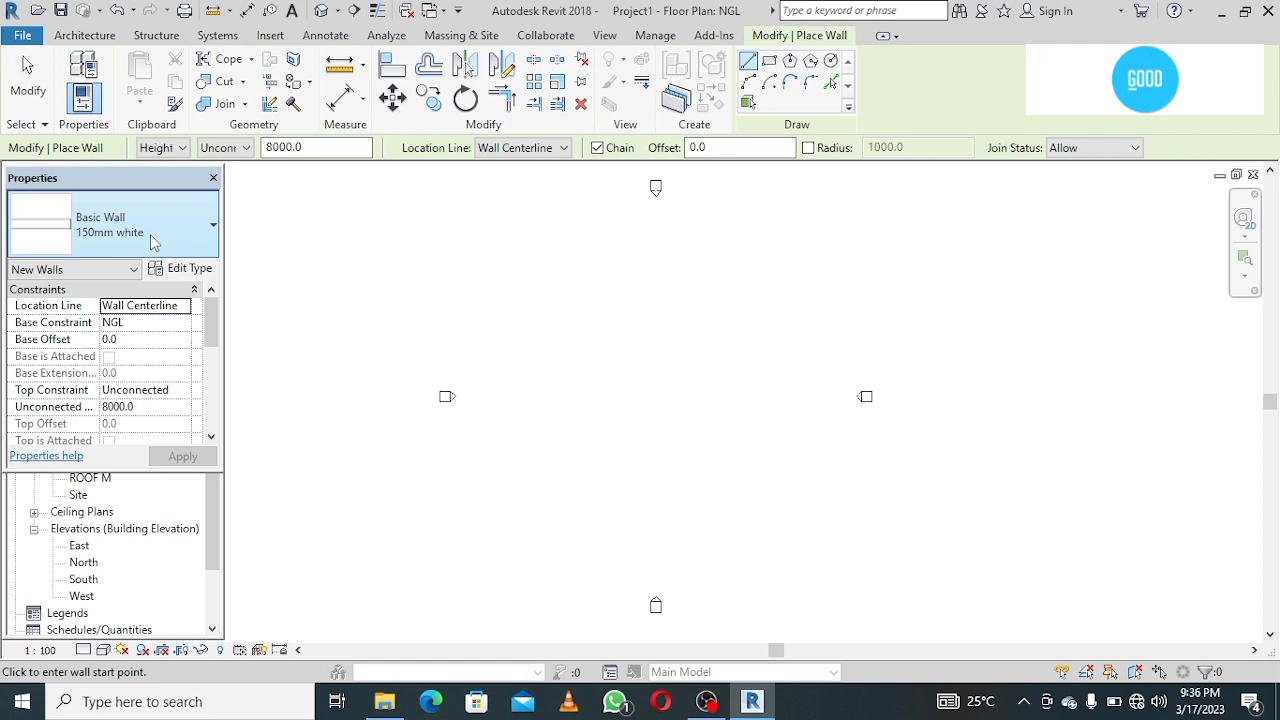 Autodesk Revit 2018 -    Project1 - Floor Plan: NGL
Type a keyword or phrase
Sign In
File Architecture Structure Systems Insert Annotate Analyze Massing & Site Collaborate View Manage Add-Ins Modify | Place Wall
GOOD
Cope
Modify
Paste
Cut
Join
Properties
Select Properties Clipboard Geometry Measure Modify View Create Draw
Modify | Place Wall Height Unconr 8000.0 Location Line: Wall Centerline Chain Offset: 0.0 Radius: 1000.0 Join Status: Allow
Properties
2D
Basic Wall
150mm white
New Walls Edit Type
Constraints
Location Line Wall Centerline
Base Constraint NGL
Base Offset 0.0
Base is Attached
Base Extension... 0.0
Top Constraint Unconnected
Unconnected ... 8000.0
Top Offset 0.0
Top is Attached
Properties help Apply
ROOF M
Site
Ceiling Plans
Elevations (Building Elevation)
East
North
South
West
Legends
Schedules/Quantities
1 : 100
Click to enter wall start point. :0 Main Model :0
Type here to search
1
25°C
9:36 PM
3/17/2023
4